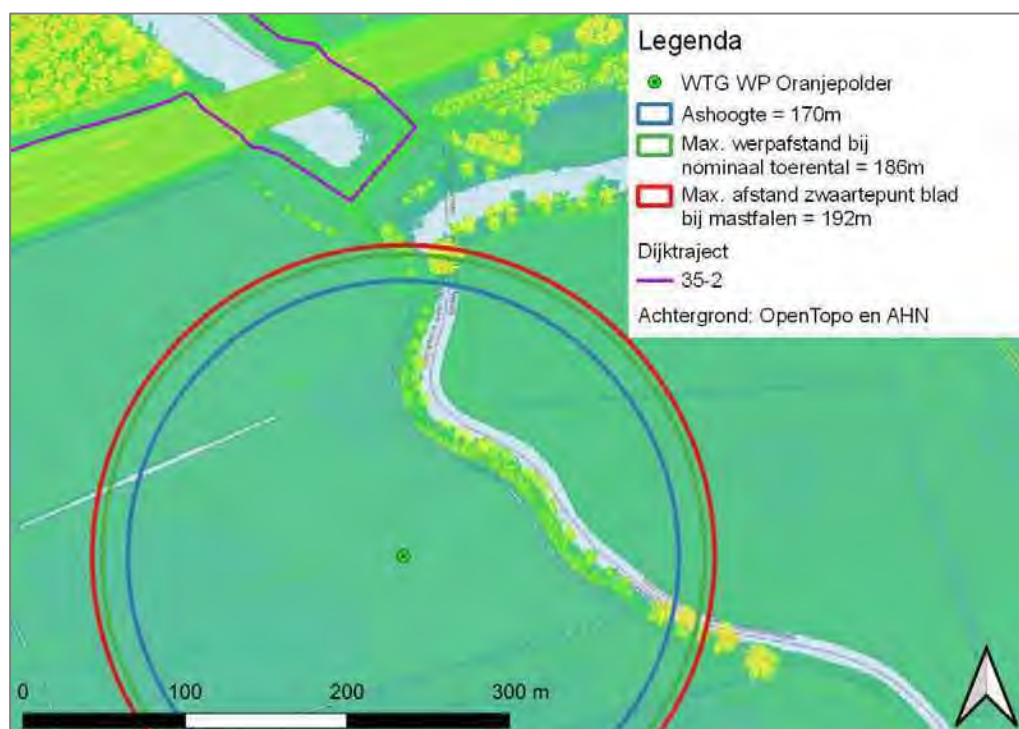 Legenda
WTG WP Oranjepolder
Ashoogte = 170m
Max. werpafstand bij
nominaal toerental = 186m
Max. afstand zwaartepunt blad
bij mastfalen = 192m
Dijktraject
35-2
Achtergrond: OpenTopo en AHN
0 100 200 300 m